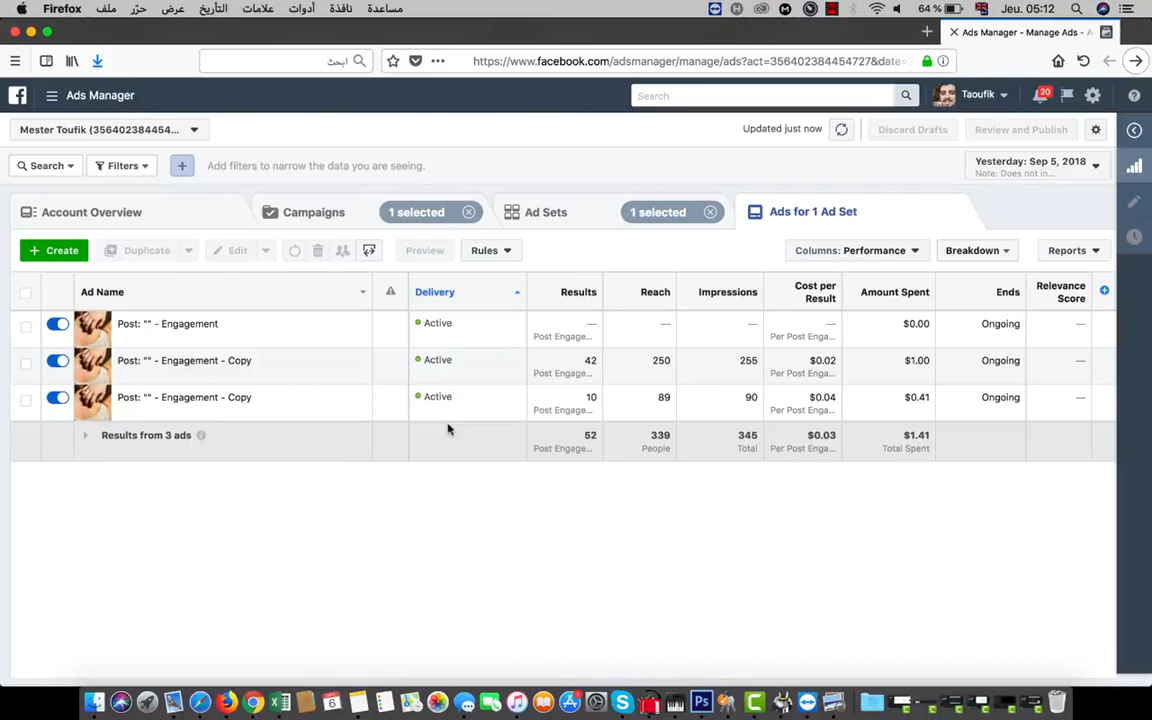 Firefox ملف حرّر عرض التأريخ علامات أدوات نافذة مساعدة
64 % Jeu. 05:12
Ads Manager - Manage Ads - A
ابحث
https://www.facebook.com/adsmanager/manage/ads?act=356402384454727&date=
Ads Manager
Search
Taoufik
20
Mester Toufik (356402384454...
Updated just now
Discard Drafts
Review and Publish
Search
Filters
Add filters to narrow the data you are seeing.
Yesterday: Sep 5, 2018
Note: Does not in...
Account Overview
Campaigns
1 selected
Ad Sets
1 selected
Ads for 1 Ad Set
+ Create
Duplicate
Edit
Preview
Rules
Columns: Performance
Breakdown
Reports
Ad Name Delivery Results Reach Impressions Cost per Result Amount Spent Ends Relevance Score
Post: "" - Engagement Active — — — — $0.00 Ongoing —
Post Engage... Per Post Enga...
Post: "" - Engagement - Copy Active 42 250 255 $0.02 $1.00 Ongoing —
Post Engage... Per Post Enga...
Post: "" - Engagement - Copy Active 10 89 90 $0.04 $0.41 Ongoing —
Post Engage... Per Post Enga...
Results from 3 ads 52 339 345 $0.03 $1.41
Post Engage... People Total Per Post Enga... Total Spent